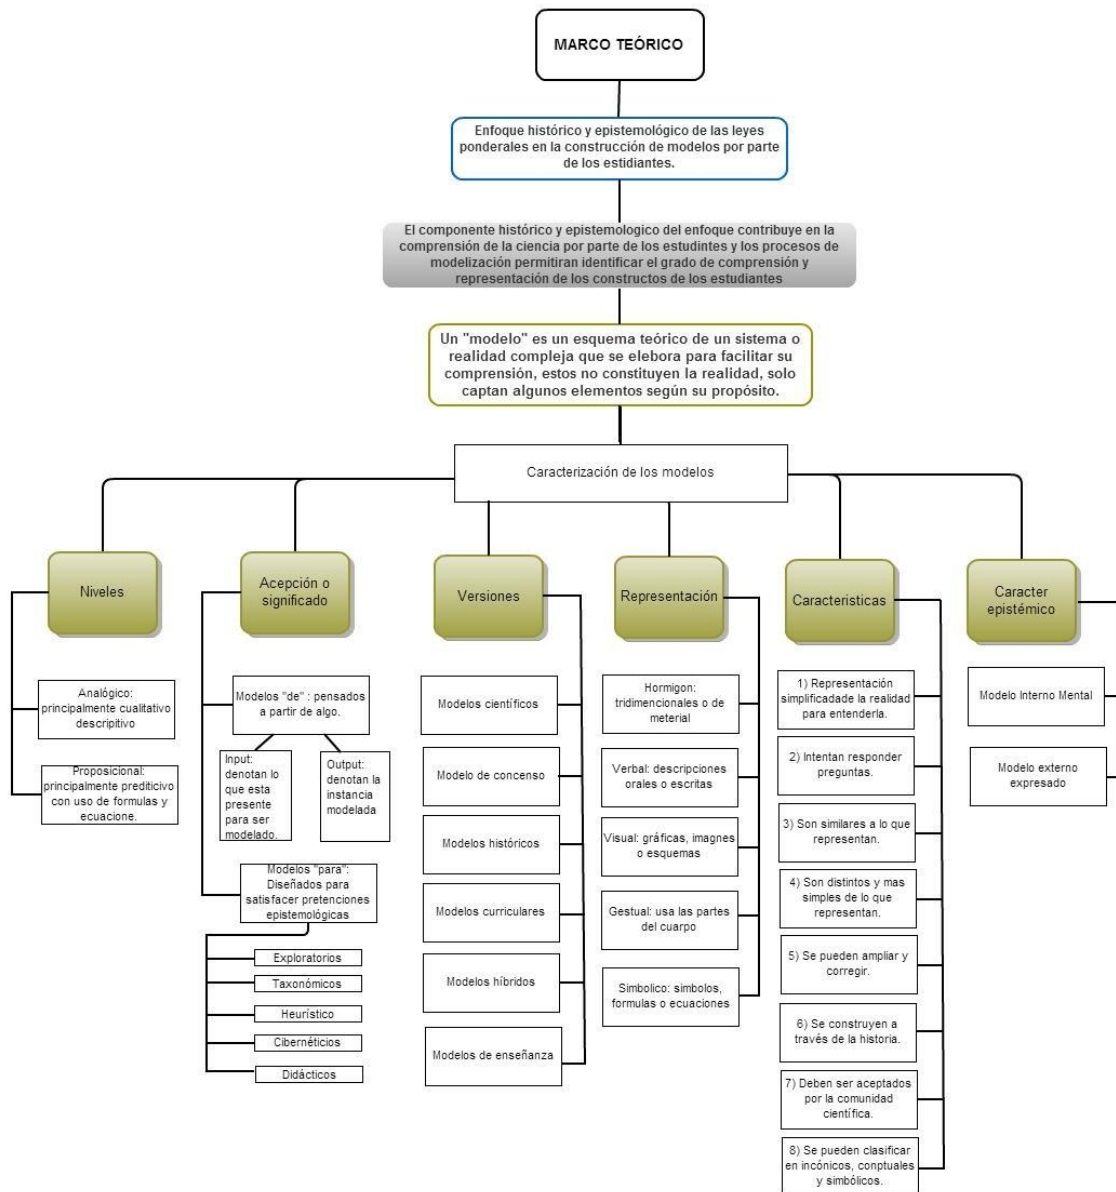 MARCO TEÓRICO
Enfoque histórico y epistemológico de las leyes
ponderales en la construcción de modelos por parte
de los estidiantes.
El componente histórico y epistemologico del enfoque contribuye en la
comprensión de la ciencia por parte de los estudintes y los procesos de
modelización permitiran identificar el grado de comprensión y
representación de los constructos de los estudiantes
Un "modelo" es un esquema teórico de un sistema o
realidad compleja que se elebora para facilitar su
comprensión, estos no constituyen la realidad, solo
captan algunos elementos según su propósito.
Caracterización de los modelos
Niveles
Analógico:
principalmente cualitativo
descripitivo
Proposicional:
principalmente prediticivo
con uso de formulas y
ecuacione.
Acepción o
significado
Modelos "de" : pensados
a partir de algo.
Input:
denotan lo
que esta
presente
para ser
modelado.
Output:
denotan la
instancia
modelada
Modelos "para":
Diseñados para
satisfacer pretenciones
epistemológicas
Exploratorios
Taxonómicos
Heurístico
Cibernéticios
Didácticos
Versiones
Modelos científicos
Modelo de concenso
Modelos históricos
Modelos curriculares
Modelos híbridos
Modelos de enseñanza
Representación
Hormigon:
tridimencionales o de
meterial
Verbal: descripciones
orales o escritas
Visual: gráficas, imagnes
o esquemas
Gestual: usa las partes
del cuarpo
Simbolico: simbolos,
formulas o ecuaciones
Caracteristicas
1) Representación
simplificadade la realidad
para entenderla.
2) Intentan responder
preguntas.
3) Son similares a lo que
representan.
4) Son distintos y mas
simples de lo que
representan.
5) Se pueden ampliar y
corregir.
6) Se construyen a
través de la historia.
7) Deben ser aceptados
por la comunidad
científica.
8) Se pueden clasificar
en incónicos, conptuales
y simbólicos.
Caracter
epistémico
Modelo Interno Mental
Modelo externo
expresado